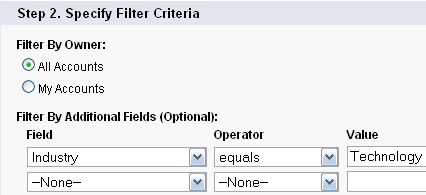 Step 2. Specify Filter Criteria
Filter By Owner:
All Accounts
My Accounts
Filter By Additional Fields (Optional):
Field Operator Value
Industry equals Technology
--None-- --None--